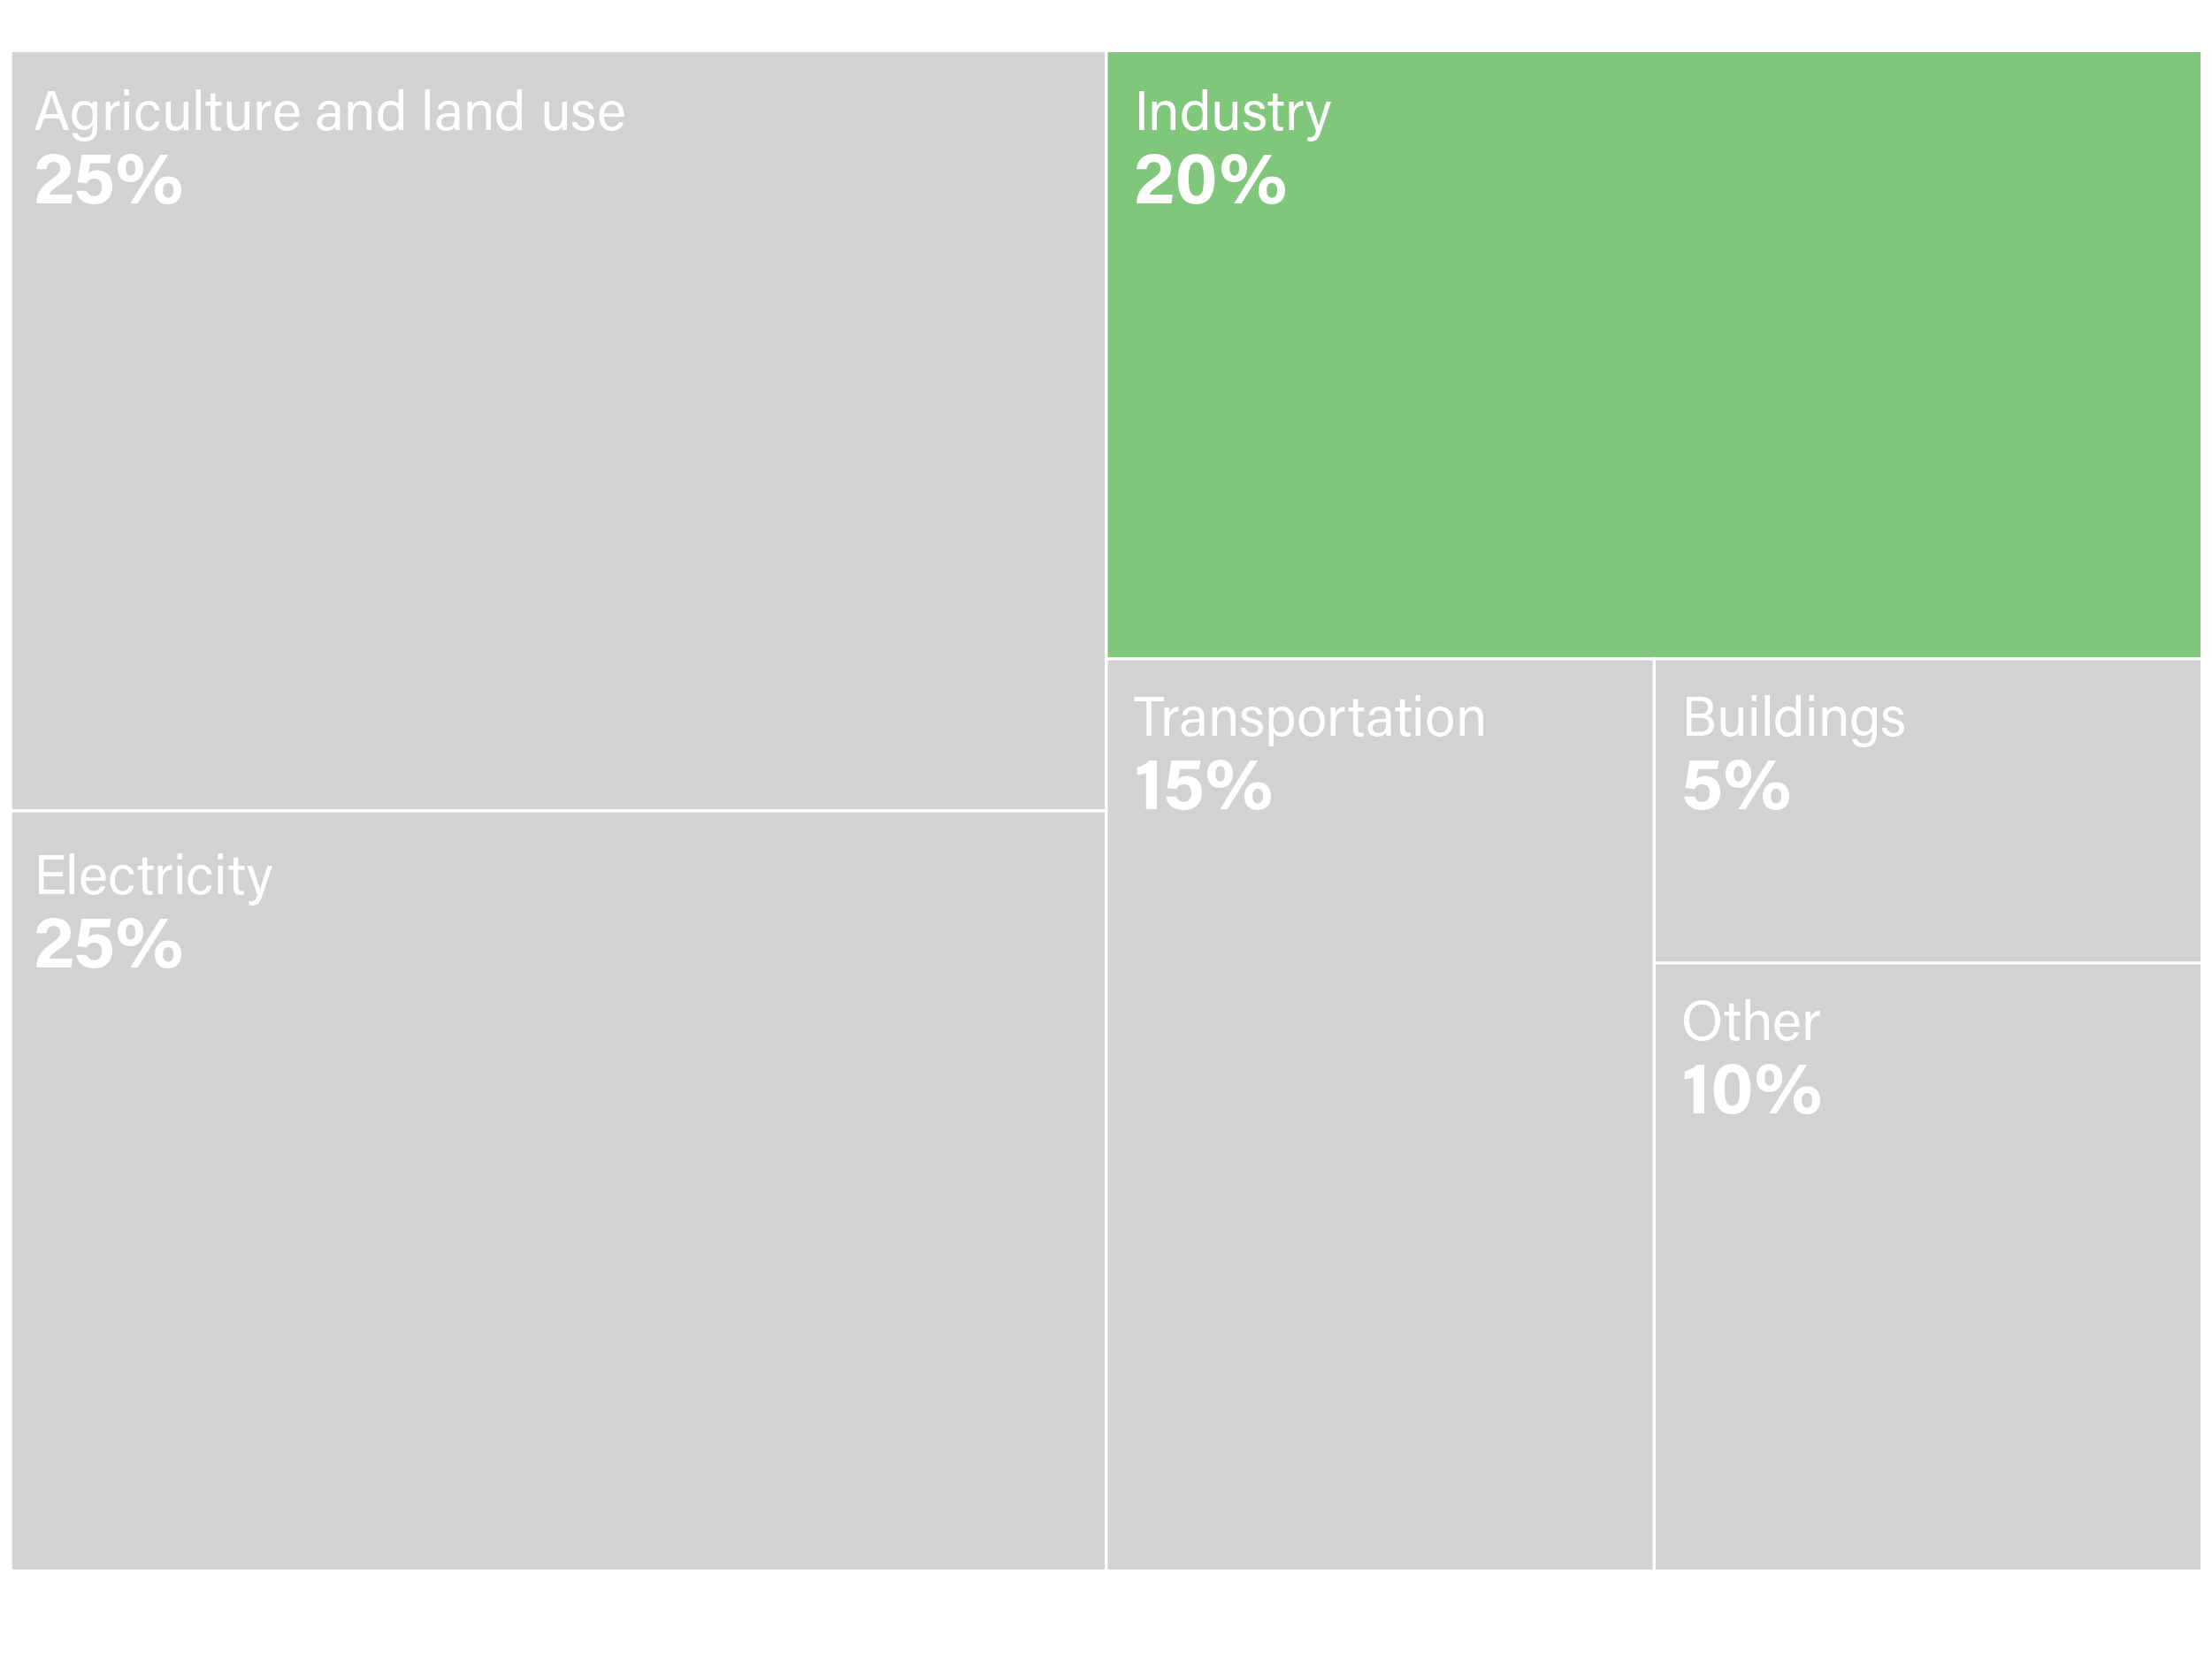 Agriculture and land use
25%
Industry
20%
Transportation
15%
Buildings
5%
Electricity
25%
Other
10%